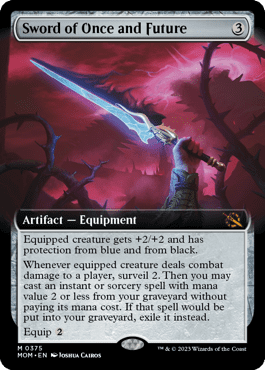 Sword of Once and Future 3
Artifact — Equipment
Equipped creature gets +2/+2 and has
protection from blue and from black.
Whenever equipped creature deals combat
damage to a player, surveil 2. Then you may
cast an instant or sorcery spell with mana
value 2 or less from your graveyard without
paying its mana cost. If that spell would be
put into your graveyard, exile it instead.
Equip 2
M 0375
MOM • EN JOSHUA CAIRÓS ™ & © 2023 Wizards of the Coast